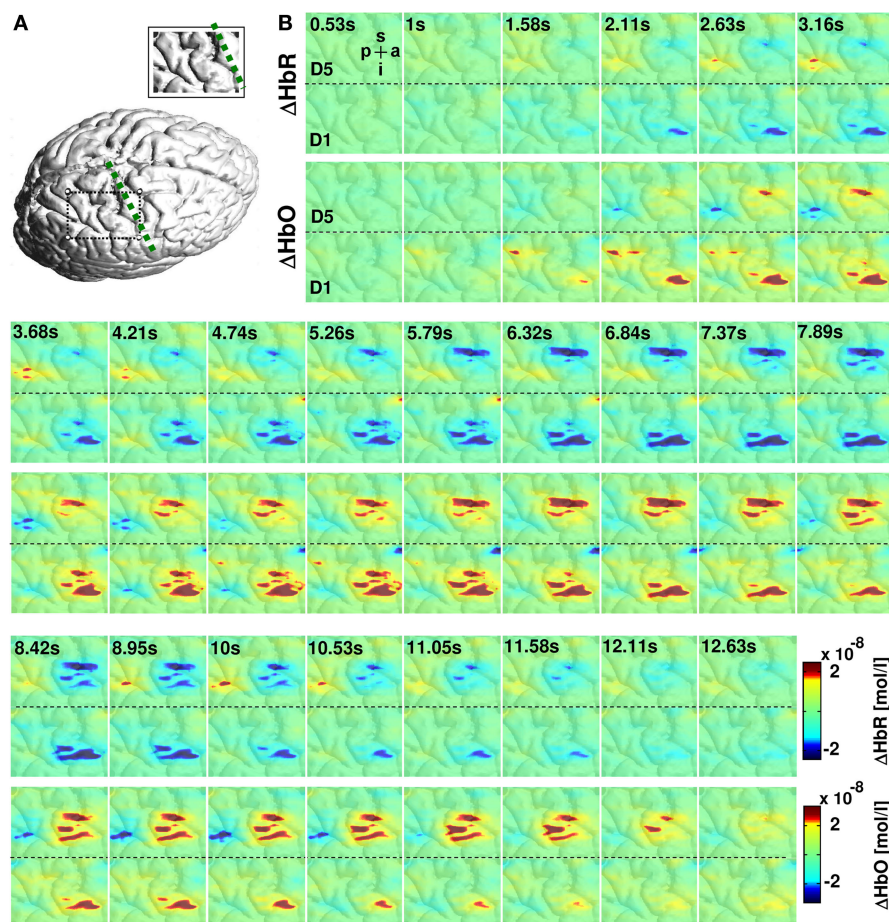 A
B
0.53s 1s 1.58s 2.11s 2.63s 3.16s
s
p + a
i
D5
D1
ΔHbR
D5
D1
ΔHbO
3.68s 4.21s 4.74s 5.26s 5.79s 6.32s 6.84s 7.37s 7.89s
8.42s 8.95s 10s 10.53s 11.05s 11.58s 12.11s 12.63s
x 10⁻⁸
2
-2
ΔHbR [mol/l]
x 10⁻⁸
2
-2
ΔHbO [mol/l]